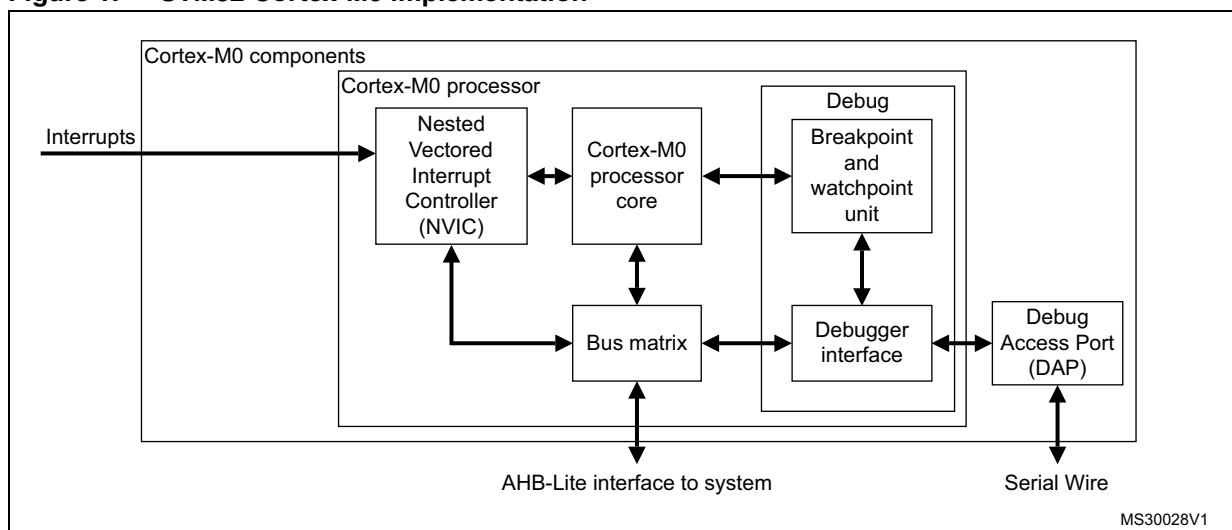 Cortex-M0 components
Cortex-M0 processor
Debug
Interrupts
Nested
Vectored
Interrupt
Controller
(NVIC)
Cortex-M0
processor
core
Breakpoint
and
watchpoint
unit
Bus matrix
Debugger
interface
Debug
Access Port
(DAP)
AHB-Lite interface to system
Serial Wire
MS30028V1